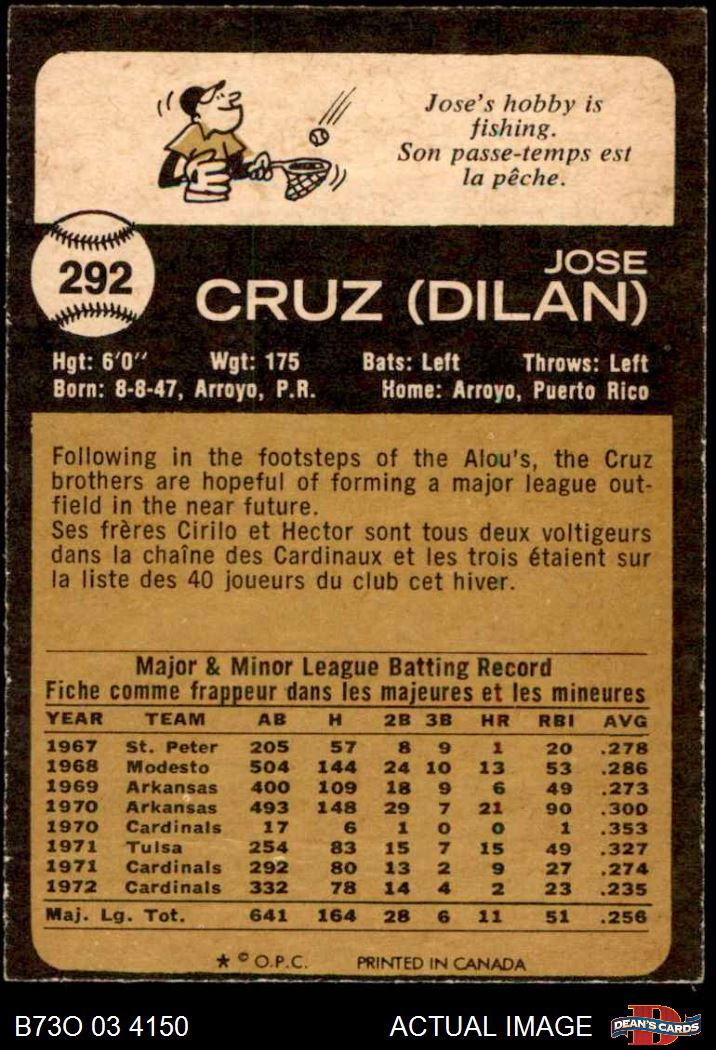 Jose's hobby is
fishing.
Son passe-temps est
la pêche.
292
JOSE
CRUZ (DILAN)
Hgt: 6'0" Wgt: 175 Bats: Left Throws: Left
Born: 8-8-47, Arroyo, P.R. Home: Arroyo, Puerto Rico
Following in the footsteps of the Alou's, the Cruz
brothers are hopeful of forming a major league out-
field in the near future.
Ses frères Cirilo et Hector sont tous deux voltigeurs
dans la chaîne des Cardinaux et les trois étaient sur
la liste des 40 joueurs du club cet hiver.
Major & Minor League Batting Record
Fiche comme frappeur dans les majeures et les mineures
YEAR TEAM AB H 2B 3B HR RBI AVG
1967 St. Peter 205 57 8 9 1 20 .278
1968 Modesto 504 144 24 10 13 53 .286
1969 Arkansas 400 109 18 9 6 49 .273
1970 Arkansas 493 148 29 7 21 90 .300
1970 Cardinals 17 6 1 0 0 1 .353
1971 Tulsa 254 83 15 7 15 49 .327
1971 Cardinals 292 80 13 2 9 27 .274
1972 Cardinals 332 78 14 4 2 23 .235
Maj. Lg. Tot. 641 164 28 6 11 51 .256
★ © O.P.C. PRINTED IN CANADA
B73O 03 4150 ACTUAL IMAGE DEAN'S CARDS